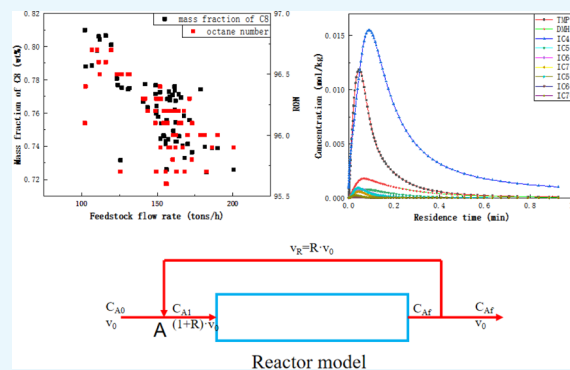 mass fraction of C8
octane number
Mass fraction of C8 (wt%)
0.82
0.80
0.78
0.76
0.74
0.72
97.0
96.5
96.0
95.5
RON
100
150
200
Feedstock flow rate (tons/h)
Concentration (mol/kg)
0.015
0.010
0.005
0.000
0.0
0.2
0.4
0.6
0.8
Residence time (min)
TMP
DMH
IC4
IC5
IC6
IC7
IC5
IC6
IC7
vR=R·v0
CA0
v0
A
CA1
(1+R)·v0
CAf
CAf
v0
Reactor model